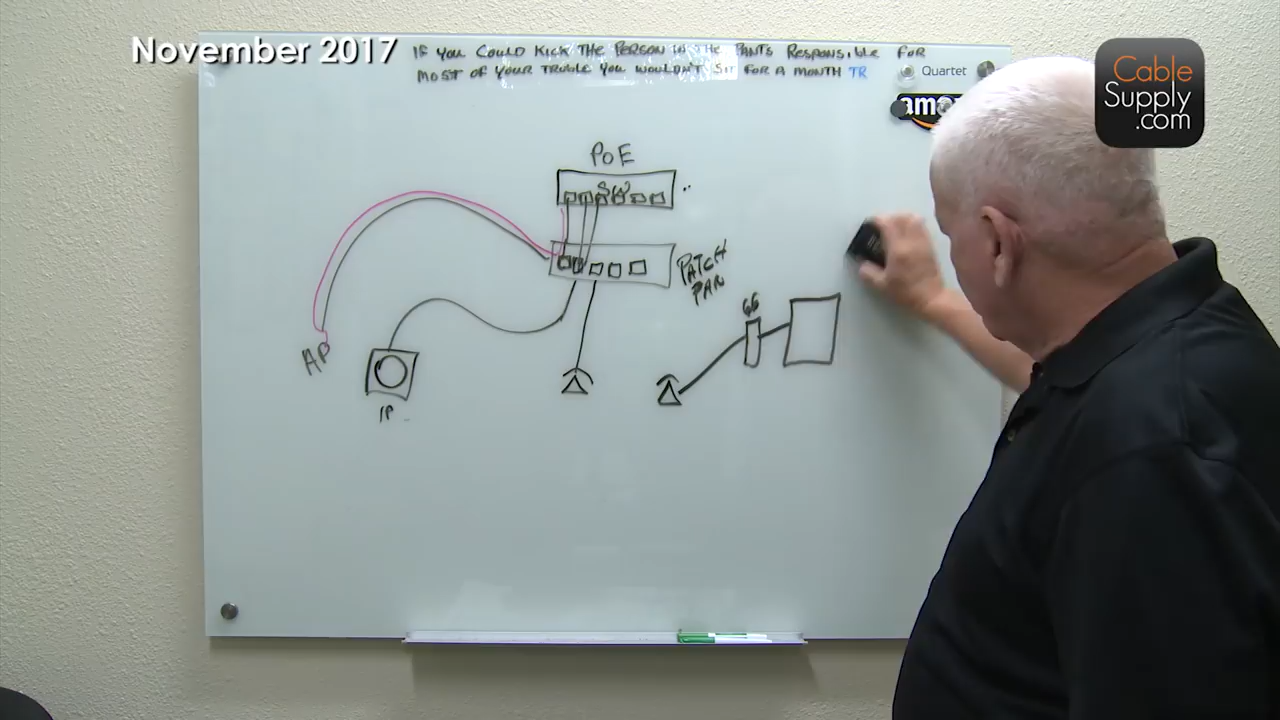 November 2017
IF YOU COULD KICK THE PERSON IN THE PANTS RESPONSIBLE FOR
MOST OF YOUR TROUBLE YOU WOULDN'T SIT FOR A MONTH TR
Quartet
Cable
Supply
.com
PoE
SW
PATCH
PAN
66
AP
IP